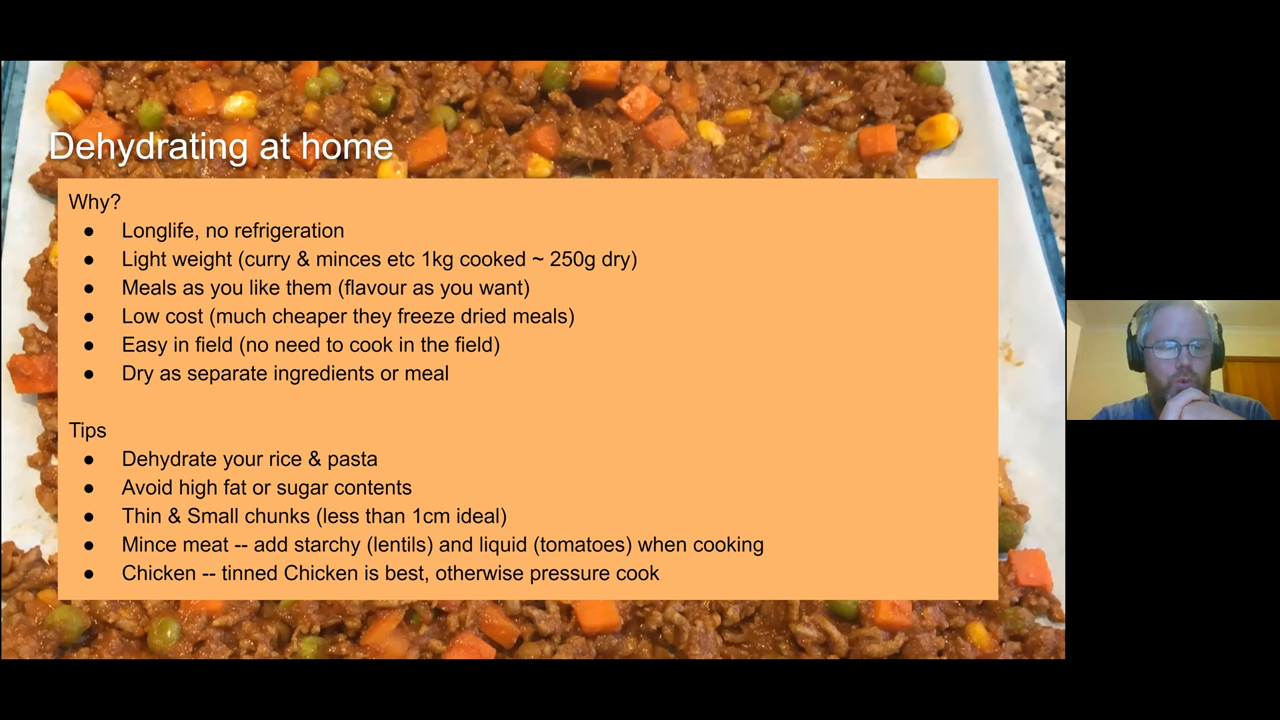 Dehydrating at home
Why?
● Longlife, no refrigeration
● Light weight (curry & minces etc 1kg cooked ~ 250g dry)
● Meals as you like them (flavour as you want)
● Low cost (much cheaper they freeze dried meals)
● Easy in field (no need to cook in the field)
● Dry as separate ingredients or meal
Tips
● Dehydrate your rice & pasta
● Avoid high fat or sugar contents
● Thin & Small chunks (less than 1cm ideal)
● Mince meat -- add starchy (lentils) and liquid (tomatoes) when cooking
● Chicken -- tinned Chicken is best, otherwise pressure cook